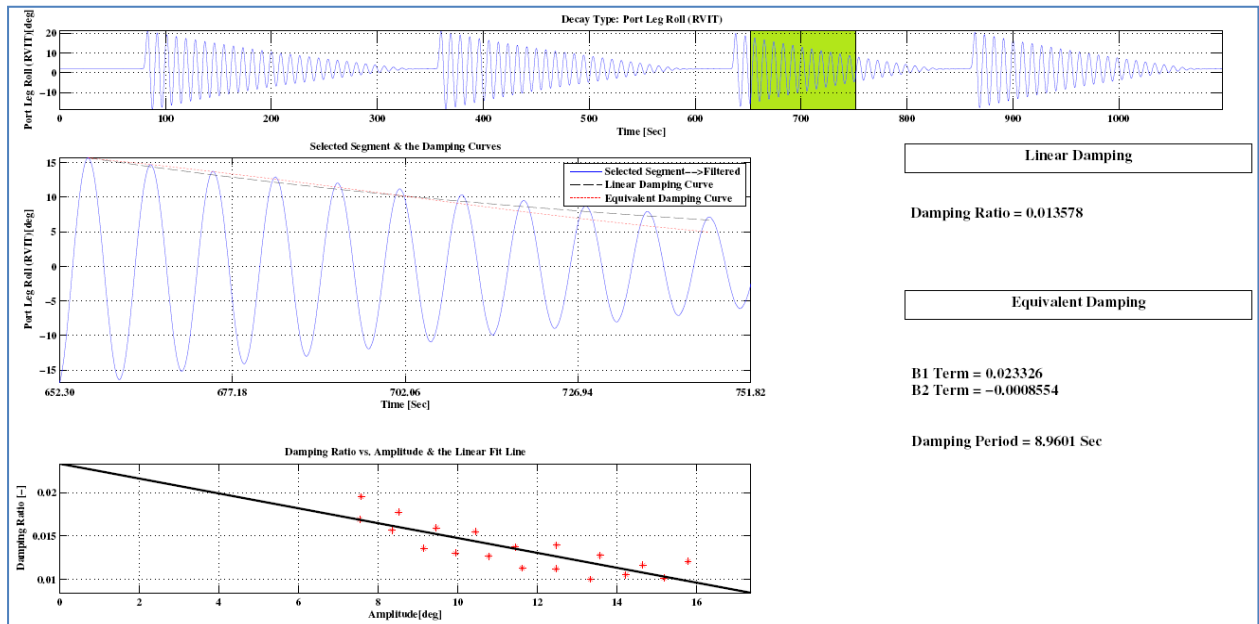 Decay Type: Port Leg Roll (RVIT)
Port Leg Roll (RVIT)[deg]
20
10
0
−10
0 100 200 300 400 500 600 700 800 900 1000
Time [Sec]
Selected Segment & the Damping Curves
Port Leg Roll (RVIT)[deg]
15
10
5
0
−5
−10
−15
Selected Segment−−>Filtered
Linear Damping Curve
Equivalent Damping Curve
652.30 677.18 702.06 726.94 751.82
Time [Sec]
Linear Damping
Damping Ratio = 0.013578
Equivalent Damping
B1 Term = 0.023326
B2 Term = −0.0008554
Damping Period = 8.9601 Sec
Damping Ratio vs. Amplitude & the Linear Fit Line
Damping Ratio [−]
0.02
0.015
0.01
0 2 4 6 8 10 12 14 16
Amplitude[deg]